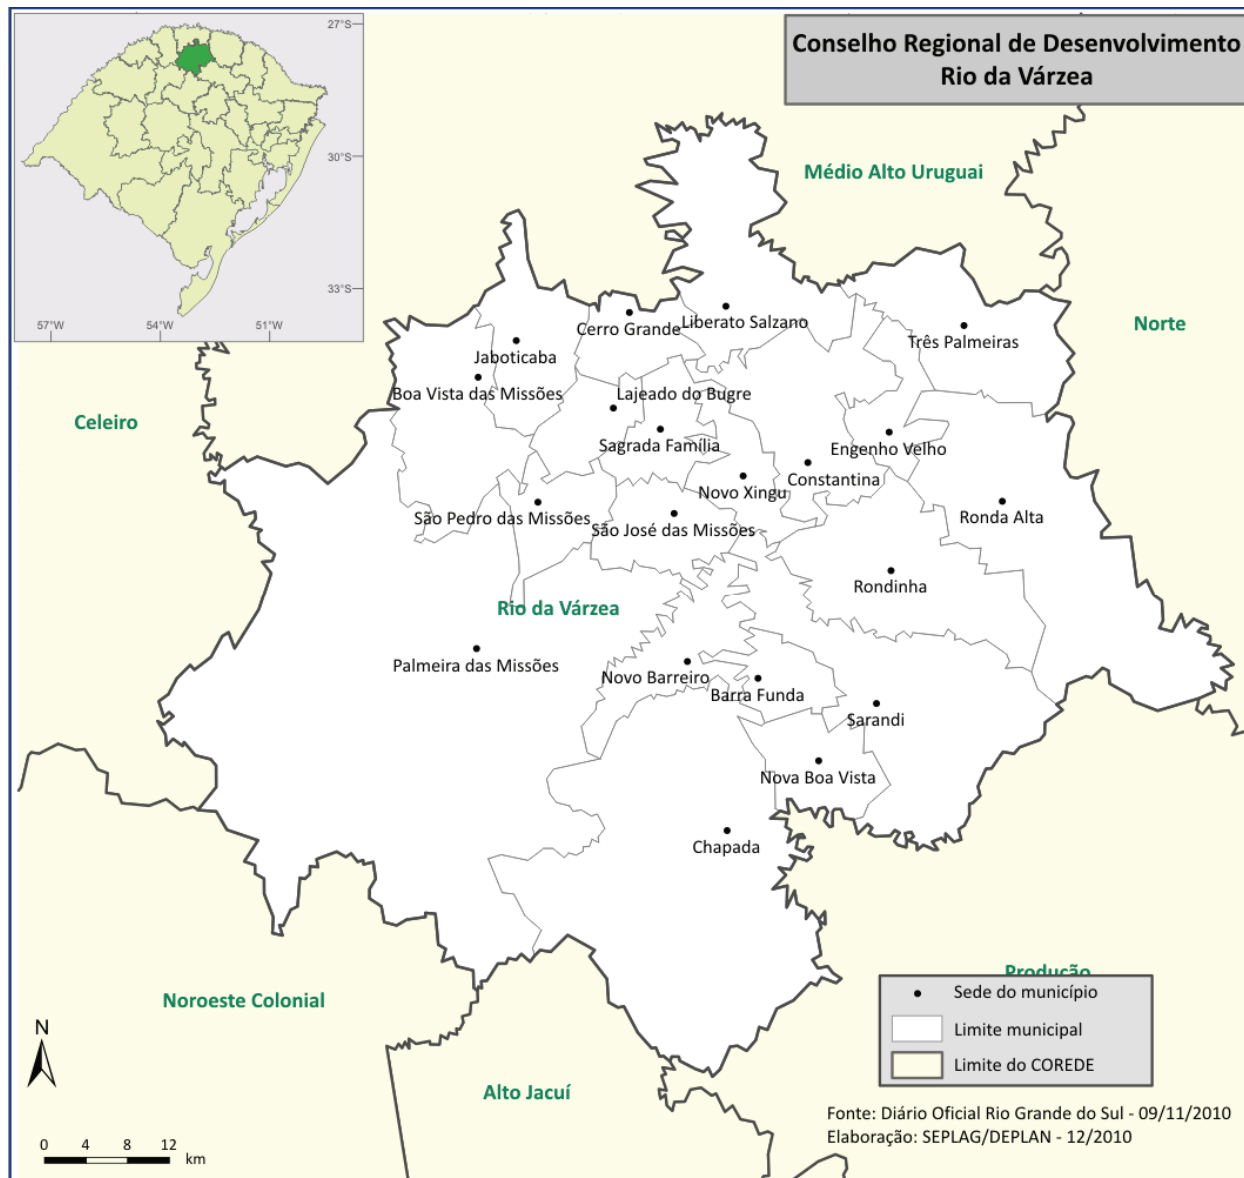 Conselho Regional de Desenvolvimento
Rio da Várzea
27°S
30°S
33°S
57°W
54°W
51°W
Médio Alto Uruguai
Norte
Celeiro
Cerro Grande
Liberato Salzano
Três Palmeiras
Jaboticaba
Boa Vista das Missões
Lajeado do Bugre
Sagrada Família
Engenho Velho
Constantina
Novo Xingu
São Pedro das Missões
São José das Missões
Ronda Alta
Rondinha
Rio da Várzea
Palmeira das Missões
Novo Barreiro
Barra Funda
Sarandi
Nova Boa Vista
Chapada
Noroeste Colonial
Alto Jacuí
Produção
Sede do município
Limite municipal
Limite do COREDE
N
0 4 8 12
km
Fonte: Diário Oficial Rio Grande do Sul - 09/11/2010
Elaboração: SEPLAG/DEPLAN - 12/2010